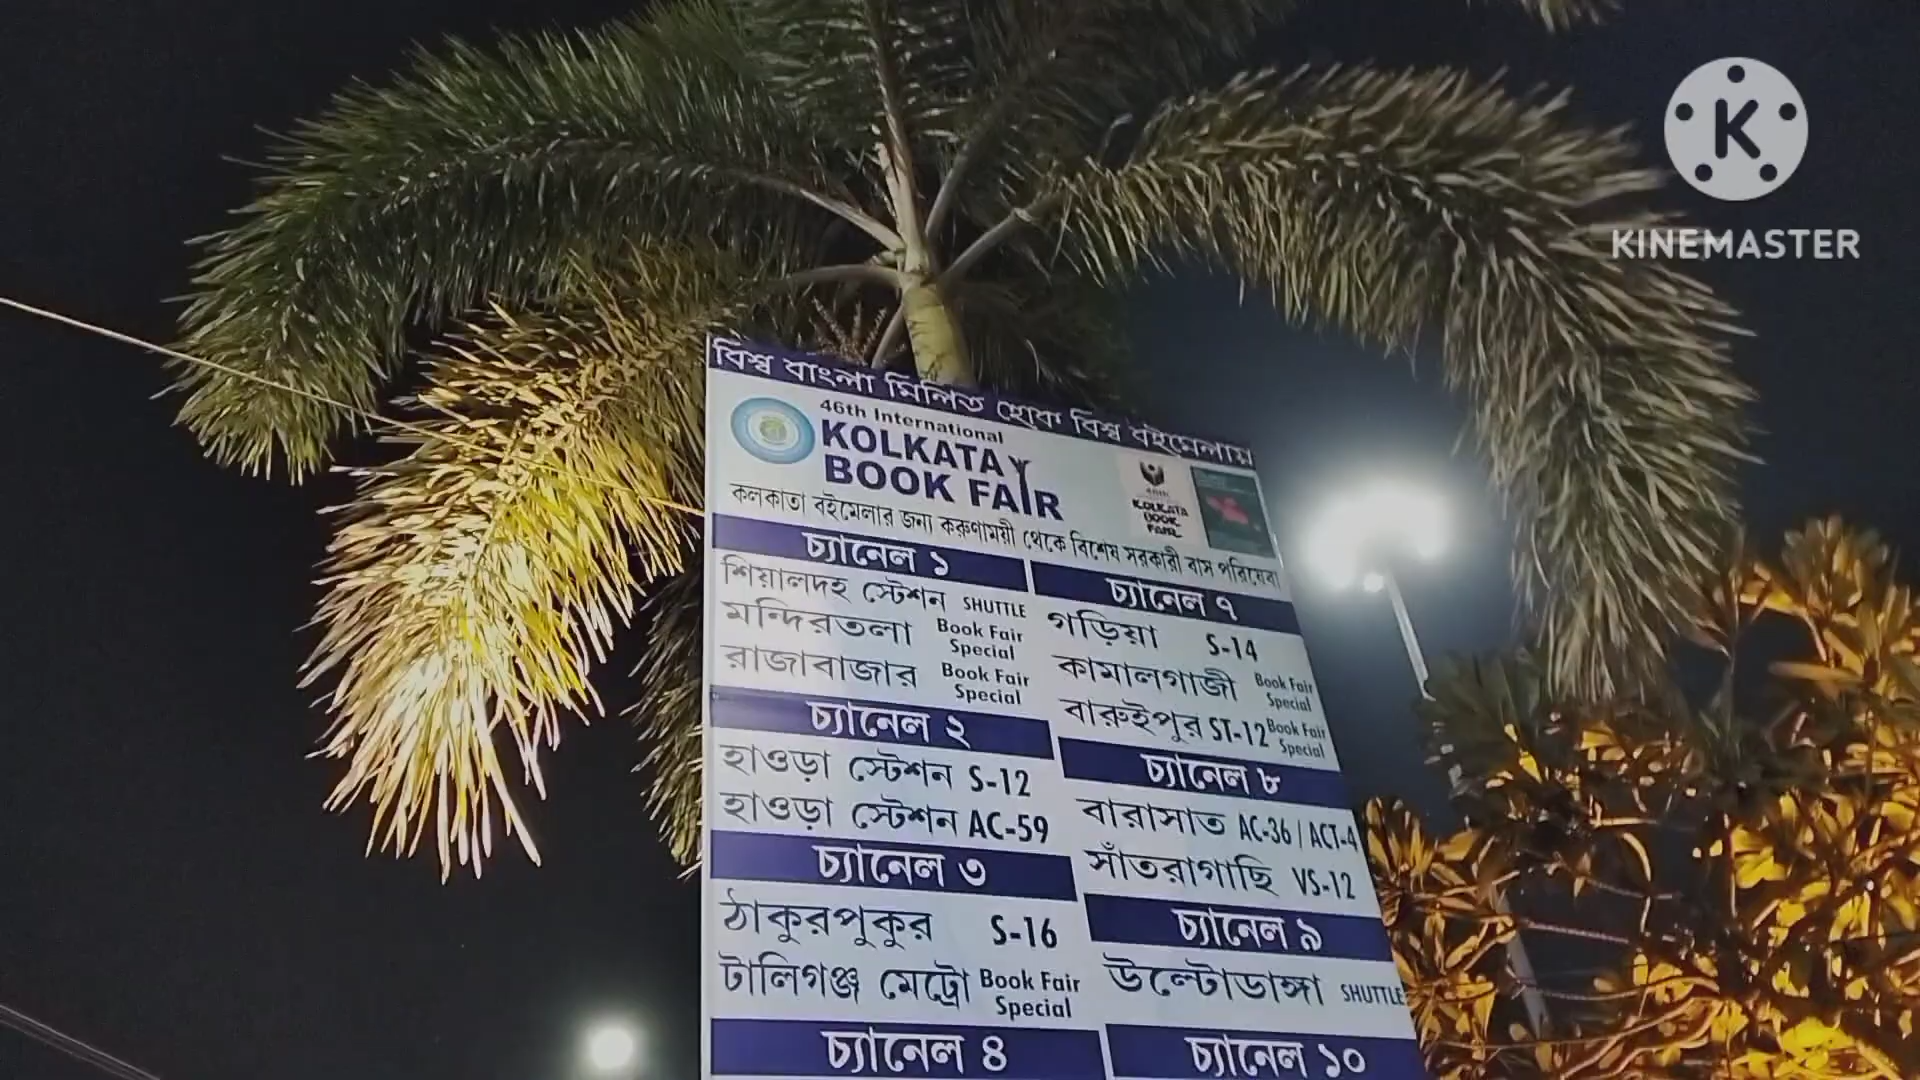 বিশ্ব বাংলা মিলিত হোক বিশ্ব বইমেলায়
46th International
KOLKATA
BOOK FAIR
46th
KOLKATA
BOOK
FAIR
কলকাতা বইমেলার জন্য করুণাময়ী থেকে বিশেষ সরকারী বাস পরিষেবা
চ্যানেল ১
শিয়ালদহ স্টেশন SHUTTLE
মন্দিরতলা Book Fair Special
রাজাবাজার Book Fair Special
চ্যানেল ২
হাওড়া স্টেশন S-12
হাওড়া স্টেশন AC-59
চ্যানেল ৩
ঠাকুরপুকুর S-16
টালিগঞ্জ মেট্রো Book Fair Special
চ্যানেল ৪
চ্যানেল ৭
গড়িয়া S-14
কামালগাজী Book Fair Special
বারুইপুর ST-12 Book Fair Special
চ্যানেল ৮
বারাসাত AC-36 / ACT-4
সাঁতরাগাছি VS-12
চ্যানেল ৯
উল্টোডাঙ্গা SHUTTLE
চ্যানেল ১০
K
KINEMASTER